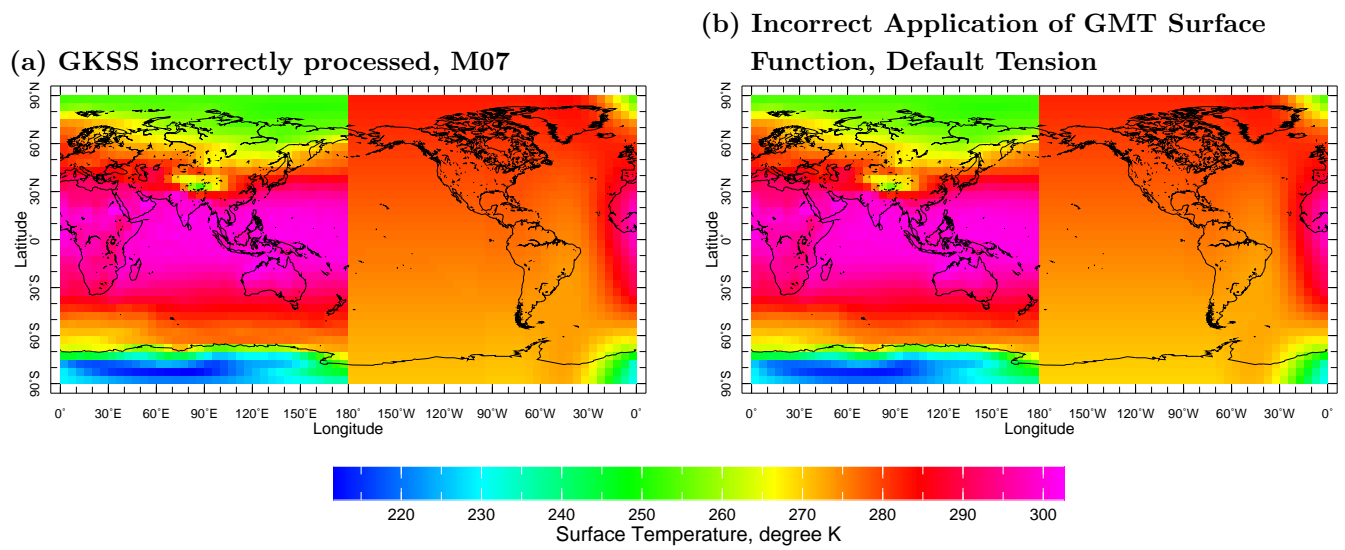 (b) Incorrect Application of GMT Surface
Function, Default Tension
(a) GKSS incorrectly processed, M07
90˚N
60˚N
30˚N
0˚
30˚S
60˚S
90˚S
Latitude
0˚ 30˚E 60˚E 90˚E 120˚E 150˚E 180˚ 150˚W 120˚W 90˚W 60˚W 30˚W 0˚
Longitude
90˚N
60˚N
30˚N
0˚
30˚S
60˚S
90˚S
Latitude
0˚ 30˚E 60˚E 90˚E 120˚E 150˚E 180˚ 150˚W 120˚W 90˚W 60˚W 30˚W 0˚
Longitude
220 230 240 250 260 270 280 290 300
Surface Temperature, degree K